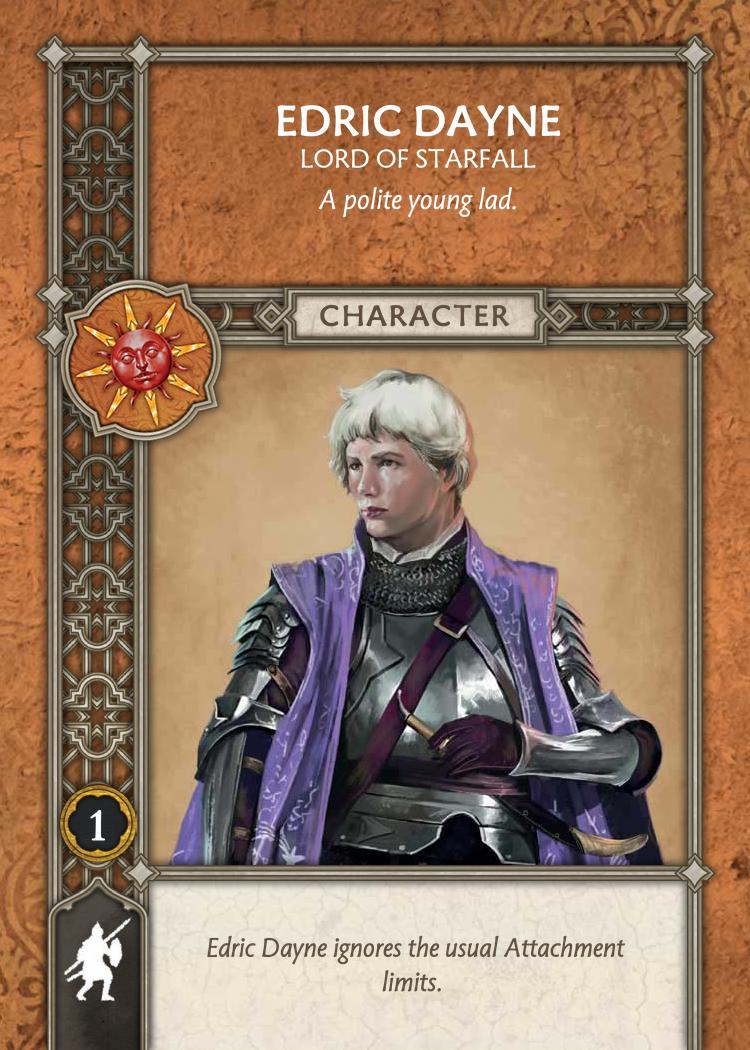 EDRIC DAYNE
LORD OF STARFALL
A polite young lad.
CHARACTER
1
Edric Dayne ignores the usual Attachment
limits.